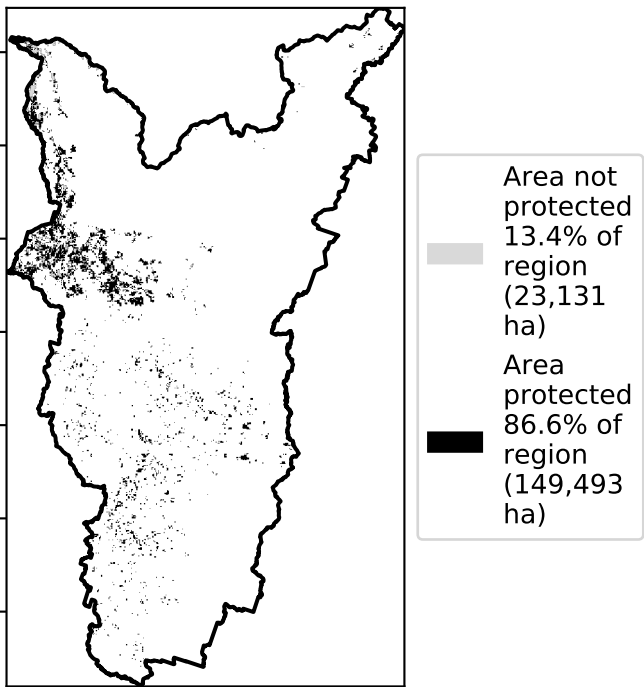 Area not
protected
13.4% of
region
(23,131
ha)
Area
protected
86.6% of
region
(149,493
ha)